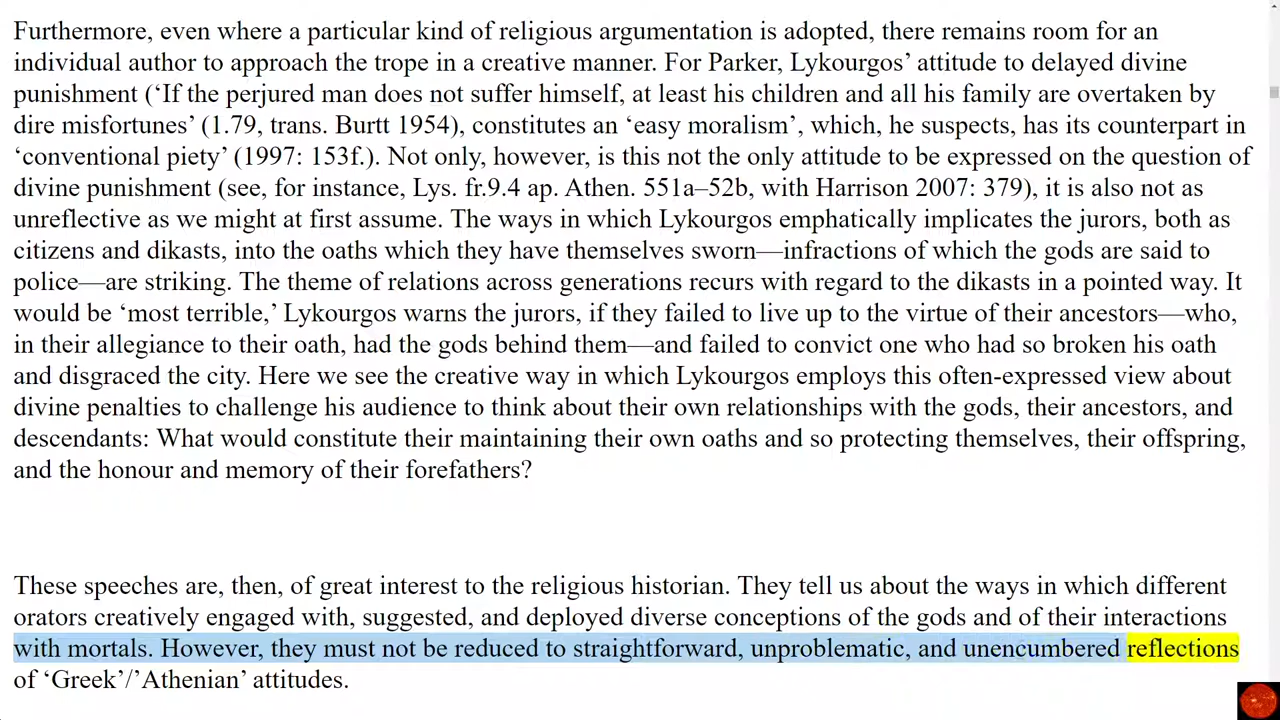 Furthermore, even where a particular kind of religious argumentation is adopted, there remains room for an
individual author to approach the trope in a creative manner. For Parker, Lykourgos’ attitude to delayed divine
punishment (‘If the perjured man does not suffer himself, at least his children and all his family are overtaken by
dire misfortunes’ (1.79, trans. Burtt 1954), constitutes an ‘easy moralism’, which, he suspects, has its counterpart in
‘conventional piety’ (1997: 153f.). Not only, however, is this not the only attitude to be expressed on the question of
divine punishment (see, for instance, Lys. fr.9.4 ap. Athen. 551a–52b, with Harrison 2007: 379), it is also not as
unreflective as we might at first assume. The ways in which Lykourgos emphatically implicates the jurors, both as
citizens and dikasts, into the oaths which they have themselves sworn—infractions of which the gods are said to
police—are striking. The theme of relations across generations recurs with regard to the dikasts in a pointed way. It
would be ‘most terrible,’ Lykourgos warns the jurors, if they failed to live up to the virtue of their ancestors—who,
in their allegiance to their oath, had the gods behind them—and failed to convict one who had so broken his oath
and disgraced the city. Here we see the creative way in which Lykourgos employs this often-expressed view about
divine penalties to challenge his audience to think about their own relationships with the gods, their ancestors, and
descendants: What would constitute their maintaining their own oaths and so protecting themselves, their offspring,
and the honour and memory of their forefathers?
These speeches are, then, of great interest to the religious historian. They tell us about the ways in which different
orators creatively engaged with, suggested, and deployed diverse conceptions of the gods and of their interactions
with mortals. However, they must not be reduced to straightforward, unproblematic, and unencumbered reflections
of ‘Greek’/’Athenian’ attitudes.